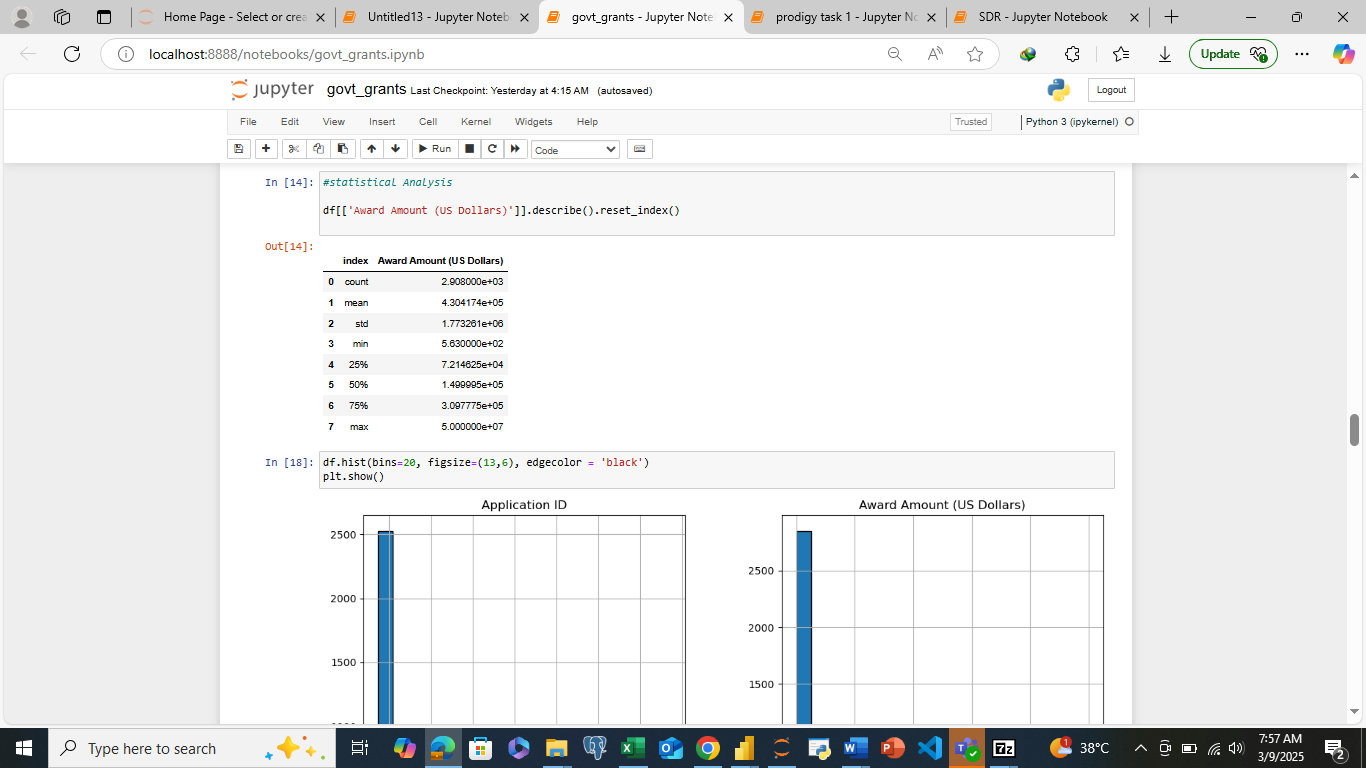 Home Page - Select or crea
Untitled13 - Jupyter Noteb
govt_grants - Jupyter Note
prodigy task 1 - Jupyter No
SDR - Jupyter Notebook
localhost:8888/notebooks/govt_grants.ipynb
Update
jupyter govt_grants Last Checkpoint: Yesterday at 4:15 AM (autosaved)
Logout
File Edit View Insert Cell Kernel Widgets Help
Trusted
Python 3 (ipykernel)
Run
Code
In [14]: #statistical Analysis
df[['Award Amount (US Dollars)']].describe().reset_index()
Out[14]:
index Award Amount (US Dollars)
0 count 2.908000e+03
1 mean 4.304174e+05
2 std 1.773261e+06
3 min 5.630000e+02
4 25% 7.214625e+04
5 50% 1.499995e+05
6 75% 3.097775e+05
7 max 5.000000e+07
In [18]: df.hist(bins=20, figsize=(13,6), edgecolor = 'black')
plt.show()
Application ID
2500
2000
1500
Award Amount (US Dollars)
2500
2000
1500
Type here to search
7z
1
38°C
7:57 AM
3/9/2025
2